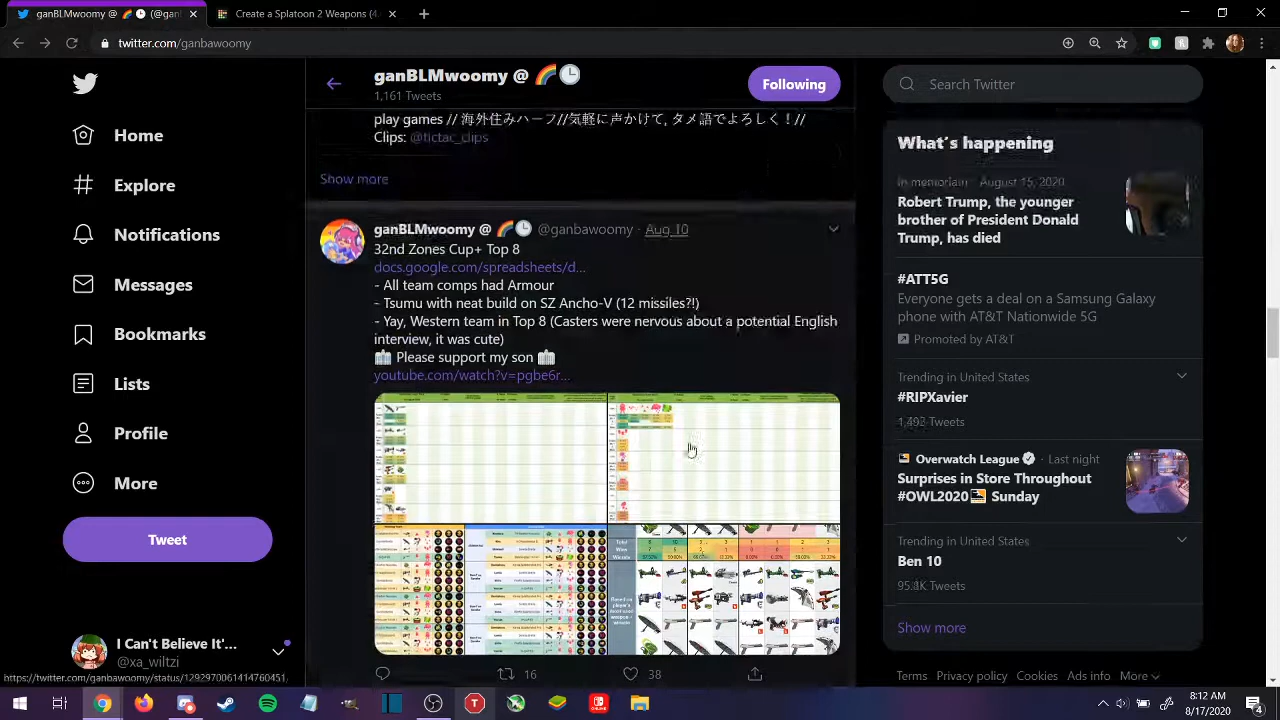 ganBLMwoomy @ 🌈 🕒 (@gan
Create a Splatoon 2 Weapons (4.
twitter.com/ganbawoomy
Home
Explore
Notifications
Messages
Bookmarks
Lists
Profile
More
Tweet
I Can't Believe It'...
@xa_wiltzi
https://twitter.com/ganbawoomy/status/1292970061414760451
ganBLMwoomy @ 🌈🕒
1,161 Tweets
Following
play games // 海外住みハーフ//気軽に声かけて, タメ語でよろしく！//
Clips: @tictac_clips
Show more
ganBLMwoomy @ 🌈🕒 @ganbawoomy · Aug 10
32nd Zones Cup+ Top 8
docs.google.com/spreadsheets/d...
- All team comps had Armour
- Tsumu with neat build on SZ Ancho-V (12 missiles?!)
- Yay, Western team in Top 8 (Casters were nervous about a potential English
interview, it was cute)
Please support my son
youtube.com/watch?v=pgbe6r...
16
38
Search Twitter
What's happening
In memoriam · August 15, 2020
Robert Trump, the younger
brother of President Donald
Trump, has died
#ATT5G
Everyone gets a deal on a Samsung Galaxy
phone with AT&T Nationwide 5G
Promoted by AT&T
Trending in United States
#RIPXavier
Tweets
Overwatch League · Last night
Surprises in Store Throughout
#OWL2020 Sunday
Trending in United States
Ben 10
Tweets
Show more
Terms Privacy policy Cookies Ads info More
8:12 AM
8/17/2020